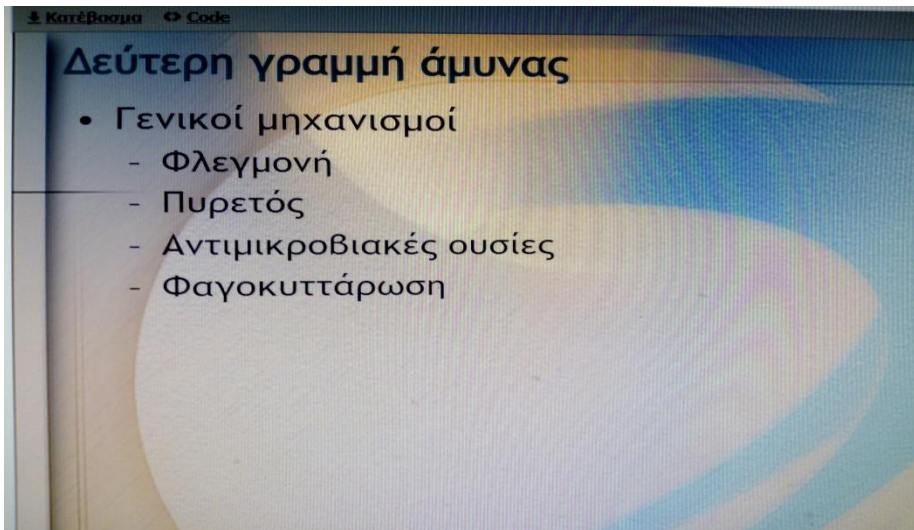 Κατέβασμα <> Code
Δεύτερη γραμμή άμυνας
• Γενικοί μηχανισμοί
- Φλεγμονή
- Πυρετός
- Αντιμικροβιακές ουσίες
- Φαγοκυττάρωση